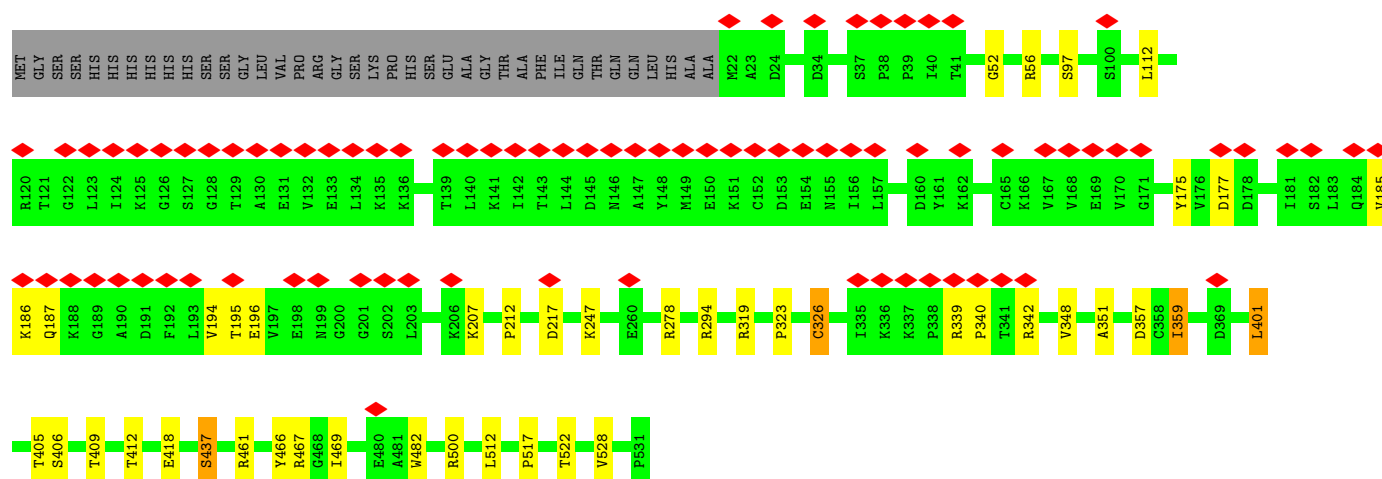 MET GLY SER SER HIS HIS HIS HIS HIS HIS SER SER GLY LEU VAL PRO ARG GLY SER LYS PRO HIS SER GLU ALA GLY THR ALA PHE ILE GLN THR GLN GLN LEU HIS ALA ALA M22 A23 D24 D34 S37 P38 P39 I40 T41 G52 R56 S97 S100 L112
R120 T121 G122 L123 I124 K125 G126 S127 G128 T129 A130 E131 V132 E133 L134 K135 K136 T139 L140 K141 I142 T143 L144 D145 N146 A147 Y148 M149 E150 K151 C152 D153 E154 N155 I156 L157 D160 Y161 K162 C165 K166 V167 V168 E169 V170 G171 Y175 V176 D177 D178 I181 S182 L183 Q184 V185
K186 Q187 K188 G189 A190 D191 F192 L193 V194 T195 E196 V197 E198 N199 G200 G201 S202 L203 K206 K207 P212 D217 K247 E260 R278 R294 R319 P323 C326 I335 K336 K337 P338 R339 P340 T341 R342 V348 A351 D357 C358 I359 D369 L401
T405 S406 T409 T412 E418 S437 R461 Y466 R467 G468 I469 E480 A481 W482 R500 L512 P517 T522 V528 P531